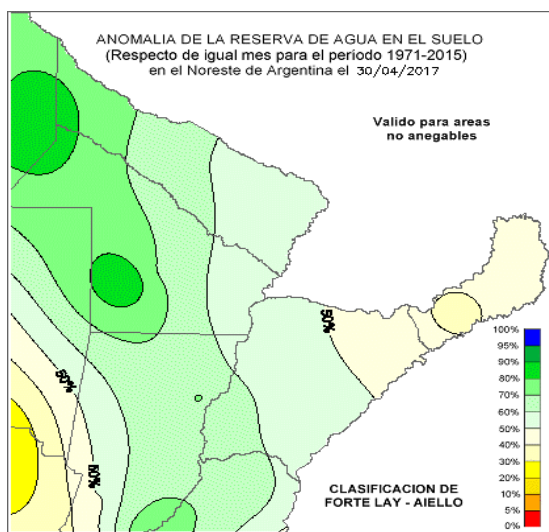 ANOMALIA DE LA RESERVA DE AGUA EN EL SUELO
(Respecto de igual mes para el período 1971-2015)
en el Noreste de Argentina el 30/04/2017
Valido para areas
no anegables
50%
50%
50%
100%
95%
90%
80%
70%
60%
50%
40%
30%
20%
10%
5%
0%
CLASIFICACION DE
FORTE LAY - AIELLO